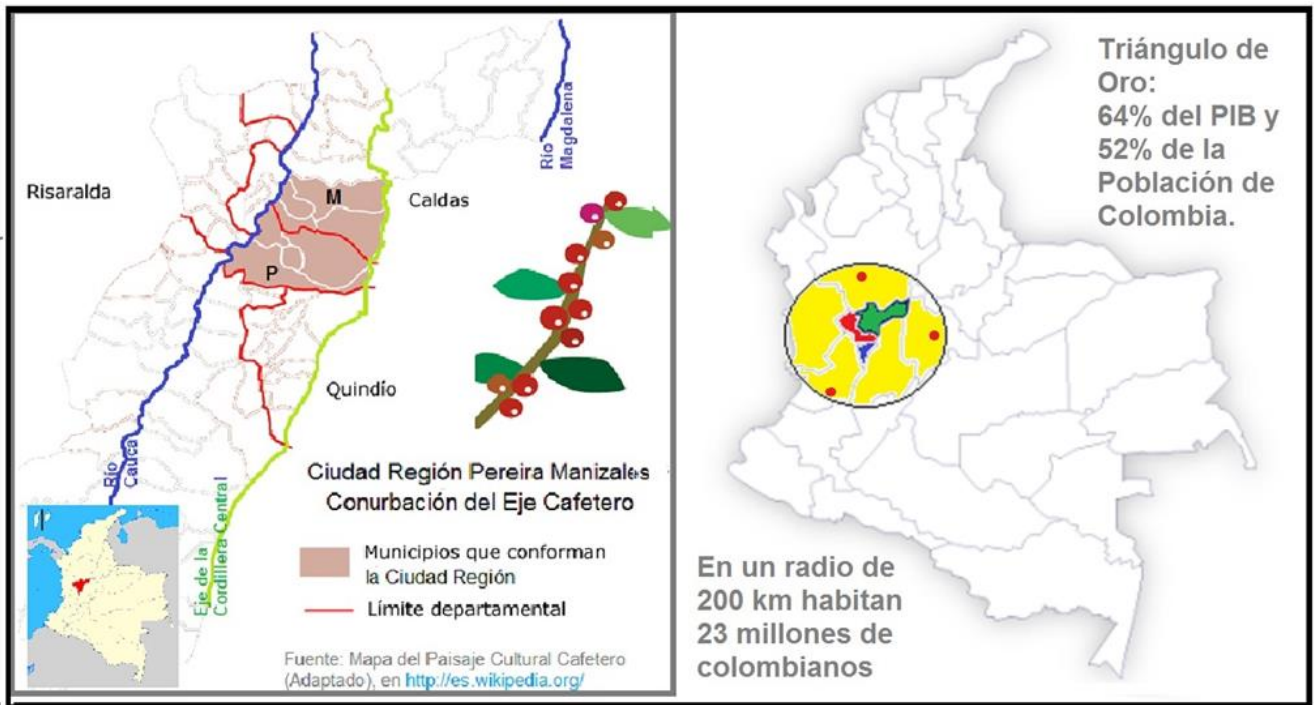 Risaralda
Río
Magdalena
M
Caldas
P
Quindío
Río
Cauca
Eje de la
Cordillera Central
Ciudad Región Pereira Manizales
Conurbación del Eje Cafetero
Municipios que conforman
la Ciudad Región
Límite departamental
Fuente: Mapa del Paisaje Cultural Cafetero
(Adaptado), en http://es.wikipedia.org/
Triángulo de
Oro:
64% del PIB y
52% de la
Población de
Colombia.
En un radio de
200 km habitan
23 millones de
colombianos